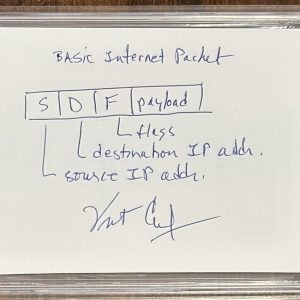 BASIC Internet Packet
S D F payload
flags
destination IP addr.
source IP addr.